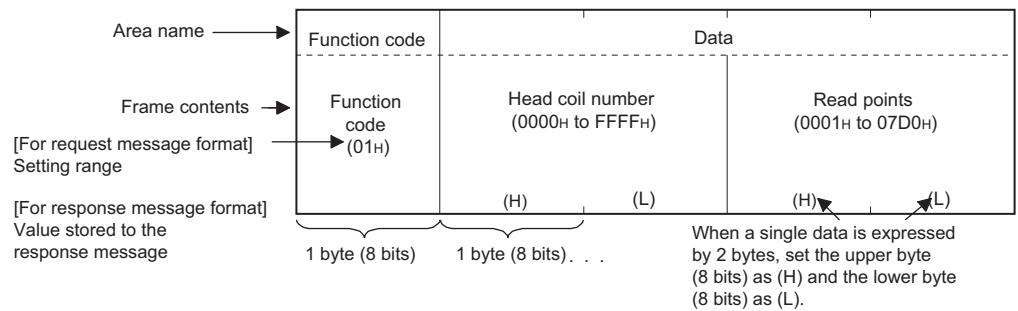 Area name
Function code
Data
Frame contents
Function
code
(01H)
Head coil number
(0000H to FFFFH)
Read points
(0001H to 07D0H)
[For request message format]
Setting range
(H)
(L)
(H)
(L)
[For response message format]
Value stored to the
response message
1 byte (8 bits)
1 byte (8 bits). . .
When a single data is expressed
by 2 bytes, set the upper byte
(8 bits) as (H) and the lower byte
(8 bits) as (L).